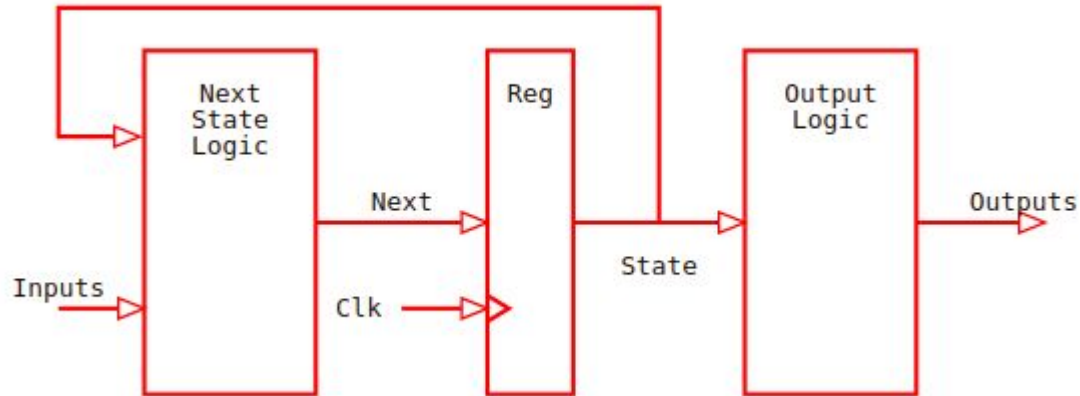 Next
State
Logic
Reg
Output
Logic
Next
Outputs
State
Inputs
Clk